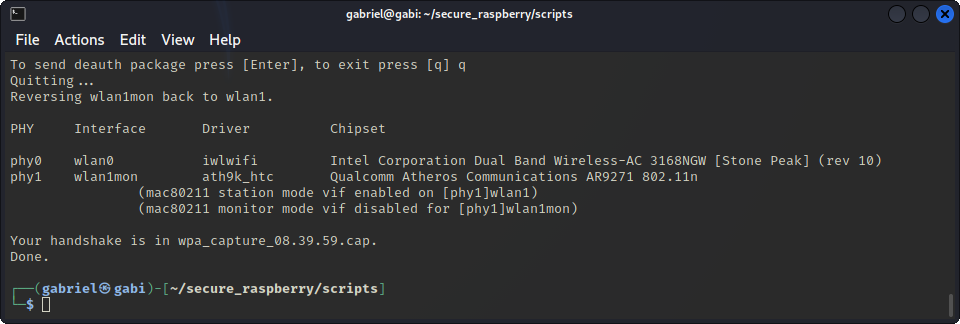 gabriel@gabi: ~/secure_raspberry/scripts
File Actions Edit View Help
To send deauth package press [Enter], to exit press [q] q
Quitting...
Reversing wlan1mon back to wlan1.
PHY Interface Driver Chipset
phy0 wlan0 iwlwifi Intel Corporation Dual Band Wireless-AC 3168NGW [Stone Peak] (rev 10)
phy1 wlan1mon ath9k_htc Qualcomm Atheros Communications AR9271 802.11n
(mac80211 station mode vif enabled on [phy1]wlan1)
(mac80211 monitor mode vif disabled for [phy1]wlan1mon)
Your handshake is in wpa_capture_08.39.59.cap.
Done.
┌──(gabriel㉿gabi)-[~/secure_raspberry/scripts]
└─$